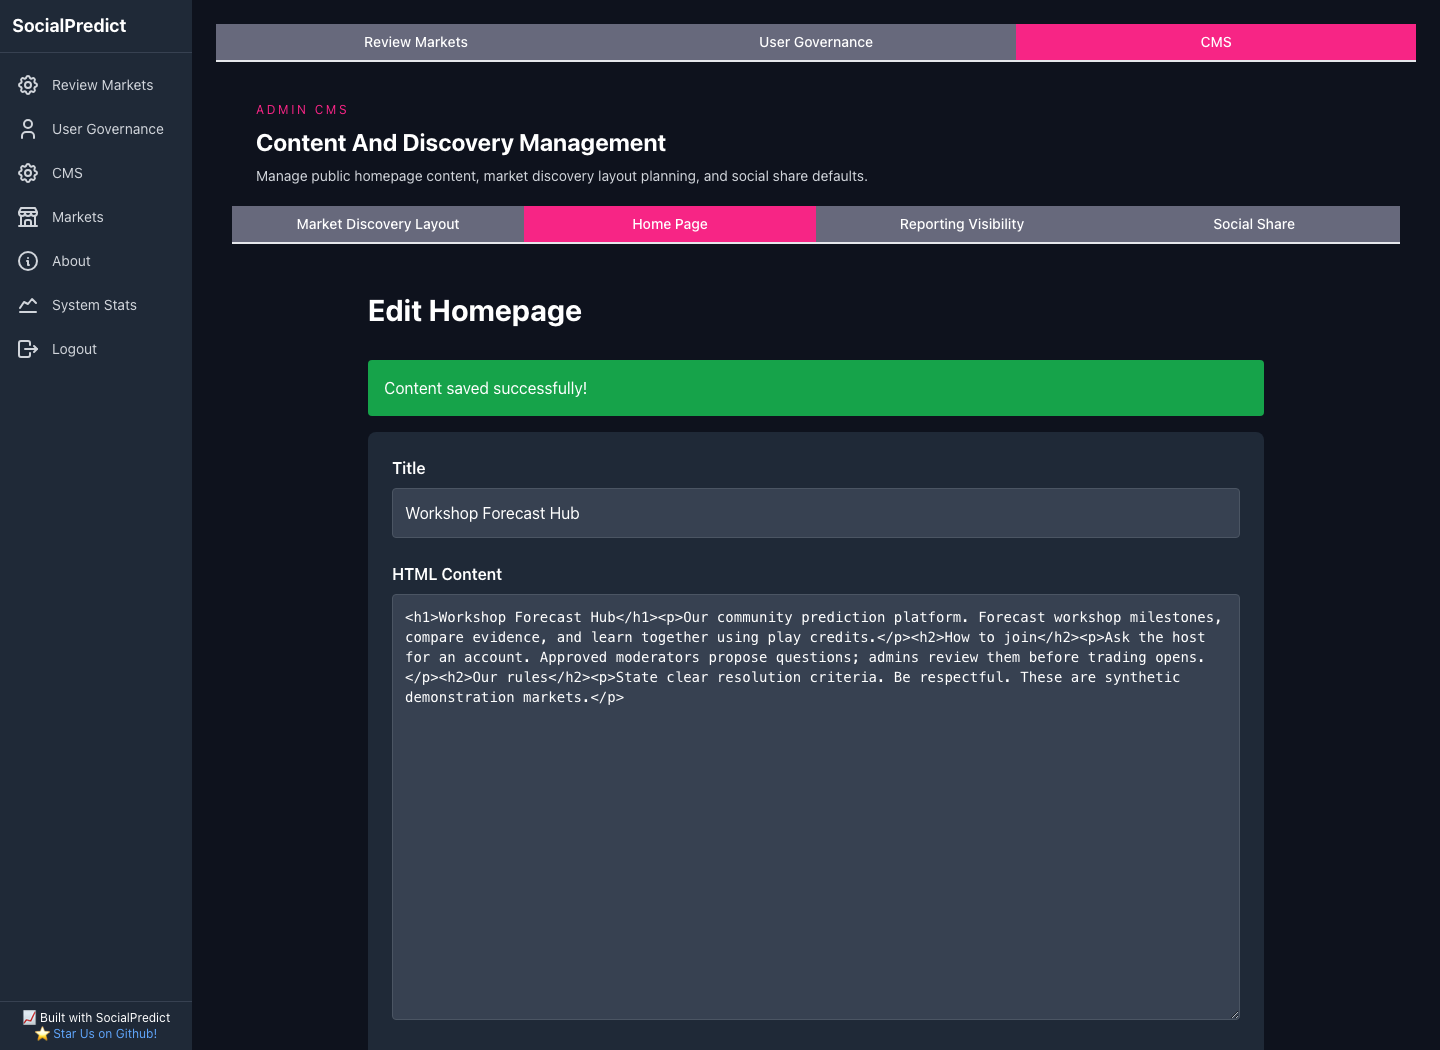 SocialPredict
Review Markets
User Governance
CMS
Markets
About
System Stats
Logout
📈 Built with SocialPredict
⭐ Star Us on Github!
Review Markets
User Governance
CMS
ADMIN CMS
Content And Discovery Management
Manage public homepage content, market discovery layout planning, and social share defaults.
Market Discovery Layout
Home Page
Reporting Visibility
Social Share
Edit Homepage
Content saved successfully!
Title
Workshop Forecast Hub
HTML Content
<h1>Workshop Forecast Hub</h1><p>Our community prediction platform. Forecast workshop milestones,
compare evidence, and learn together using play credits.</p><h2>How to join</h2><p>Ask the host
for an account. Approved moderators propose questions; admins review them before trading opens.
</p><h2>Our rules</h2><p>State clear resolution criteria. Be respectful. These are synthetic
demonstration markets.</p>